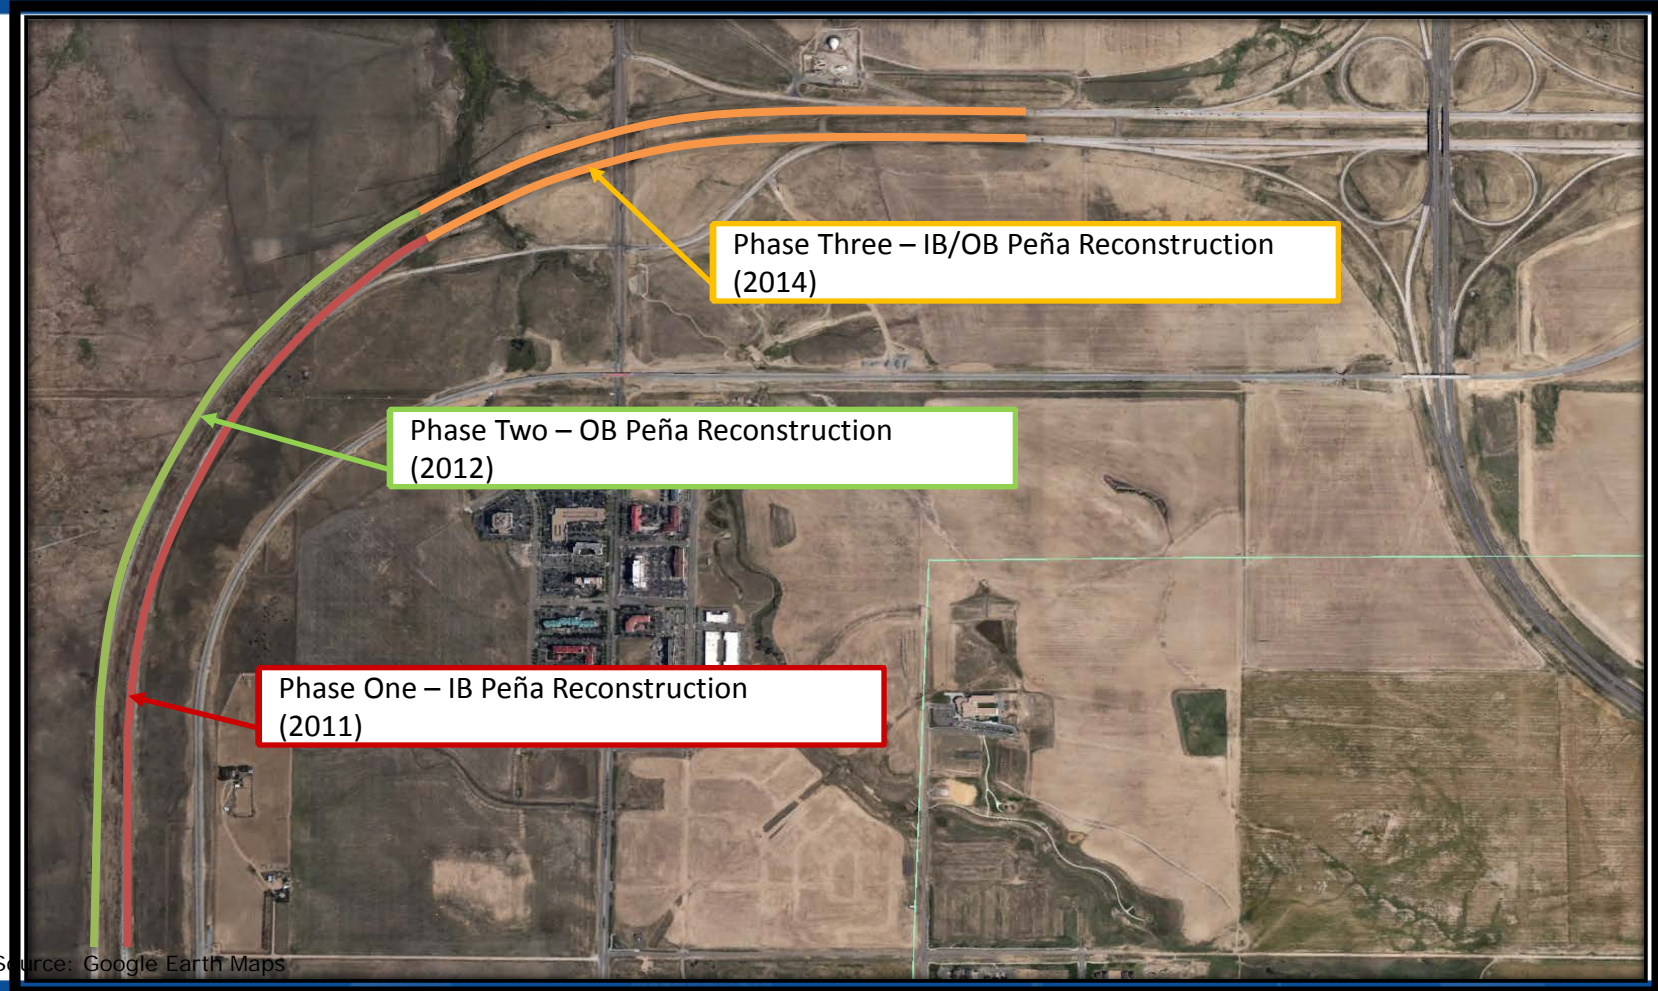 Phase Three – IB/OB Peña Reconstruction
(2014)
Phase Two – OB Peña Reconstruction
(2012)
Phase One – IB Peña Reconstruction
(2011)
Source: Google Earth Maps